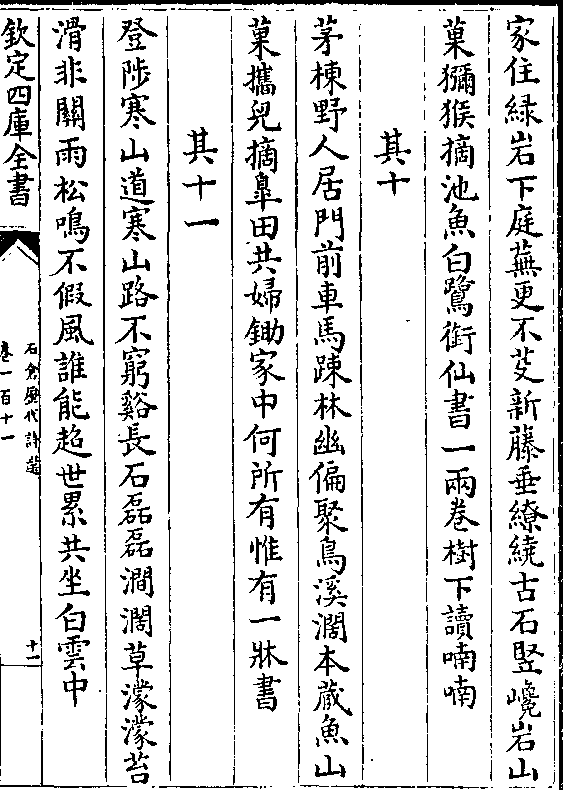 家住緑岩下庭蕪更不芟新藤垂繚繞古石竪巉岩山
菓獼猴摘池魚白鷺銜仙書一兩卷樹下讀喃喃
其十
茅棟野人居門前車馬踈林幽偏聚鳥溪濶本蔵魚山
菓攜兒摘臯田共婦鋤家中何所有惟有一牀書
其十一
登陟寒山道寒山路不窮谿長石磊磊澗濶草濛濛苔
滑非關雨松鳴不假風誰能超世累共坐白雲中
欽定四庫全書
石倉歴代詩選
卷一百十一
十一